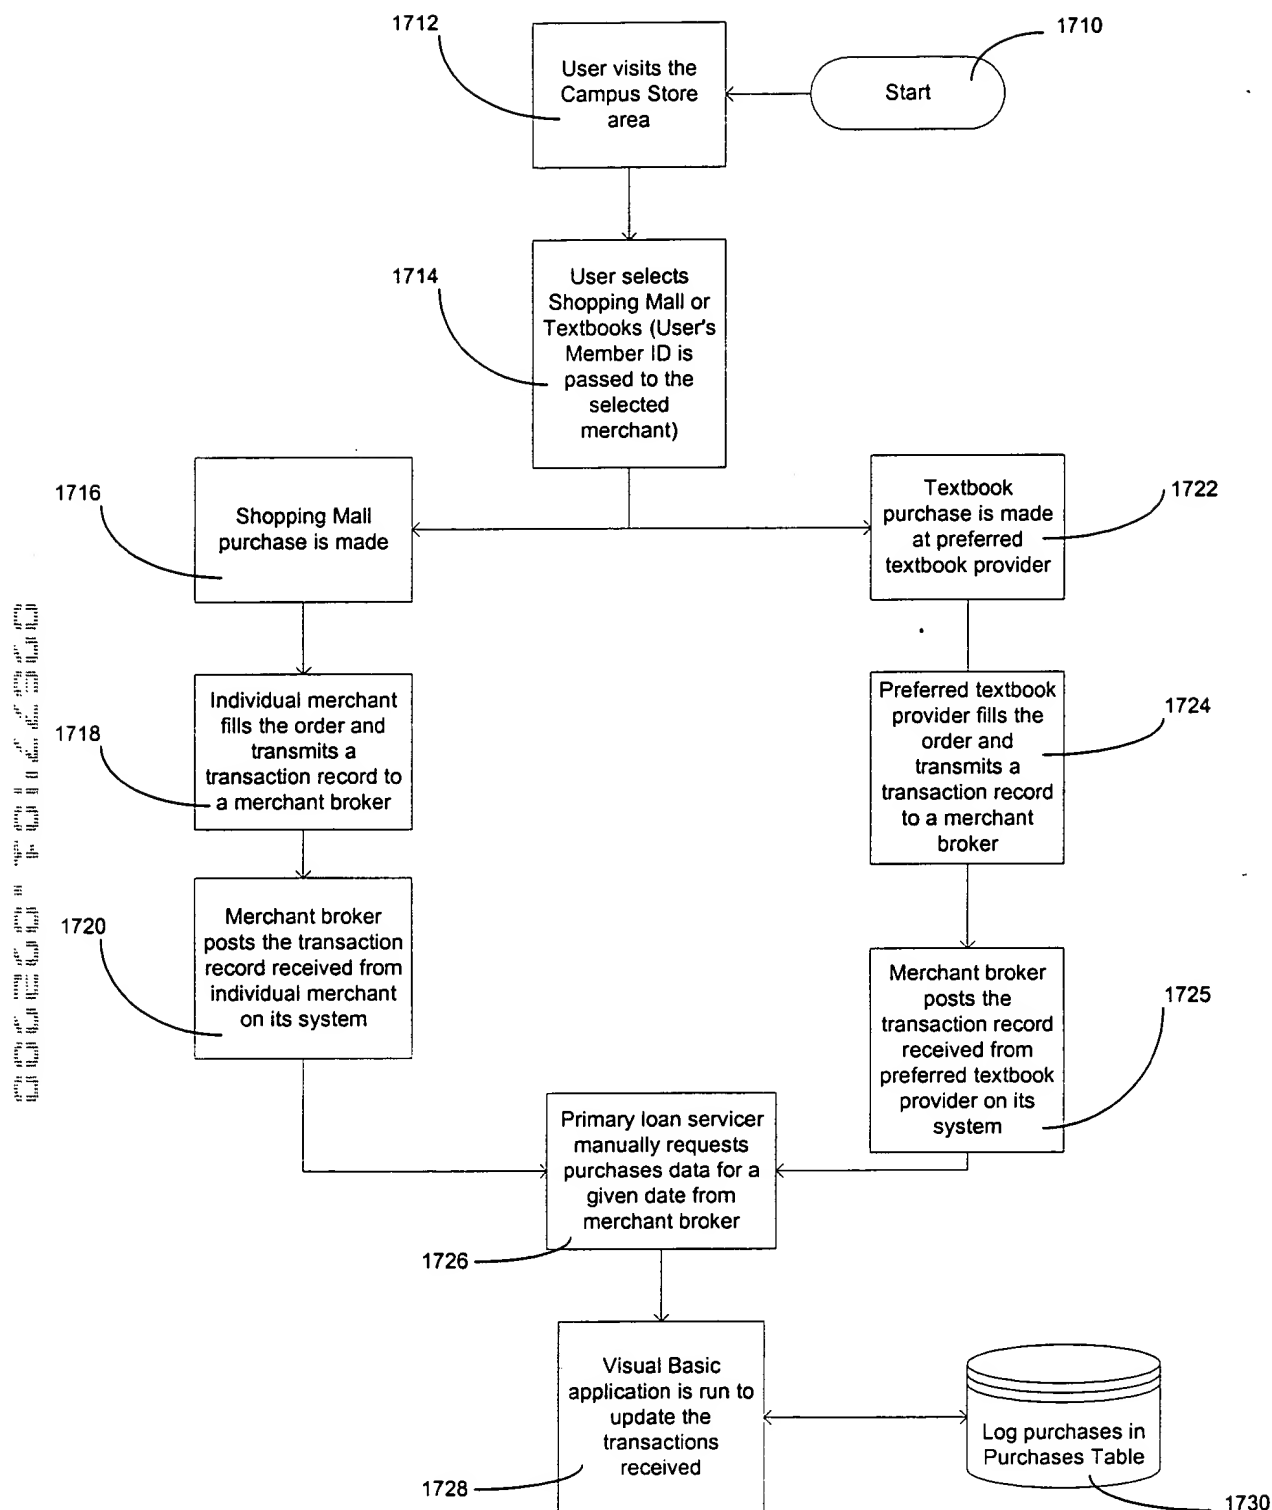 1712
1710
User visits the
Campus Store
area
Start
1714
User selects
Shopping Mall or
Textbooks (User's
Member ID is
passed to the
selected
merchant)
1716
Shopping Mall
purchase is made
Textbook
purchase is made
at preferred
textbook provider
1722
1718
Individual merchant
fills the order and
transmits a
transaction record to
a merchant broker
Preferred textbook
provider fills the
order and
transmits a
transaction record
to a merchant
broker
1724
1720
Merchant broker
posts the transaction
record received from
individual merchant
on its system
Merchant broker
posts the
transaction record
received from
preferred textbook
provider on its
system
1725
Primary loan servicer
manually requests
purchases data for a
given date from
merchant broker
1726
Visual Basic
application is run to
update the
transactions
received
1728
Log purchases in
Purchases Table
1730